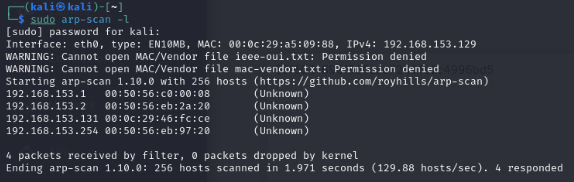 ┌──(kali㉿kali)-[~]
└─$ sudo arp-scan -l
[sudo] password for kali:
Interface: eth0, type: EN10MB, MAC: 00:0c:29:a5:09:88, IPv4: 192.168.153.129
WARNING: Cannot open MAC/Vendor file ieee-oui.txt: Permission denied
WARNING: Cannot open MAC/Vendor file mac-vendor.txt: Permission denied
Starting arp-scan 1.10.0 with 256 hosts (https://github.com/royhills/arp-scan)
192.168.153.1 00:50:56:c0:00:08 (Unknown)
192.168.153.2 00:50:56:eb:2a:20 (Unknown)
192.168.153.131 00:0c:29:46:fc:ce (Unknown)
192.168.153.254 00:50:56:eb:97:20 (Unknown)
4 packets received by filter, 0 packets dropped by kernel
Ending arp-scan 1.10.0: 256 hosts scanned in 1.971 seconds (129.88 hosts/sec). 4 responded